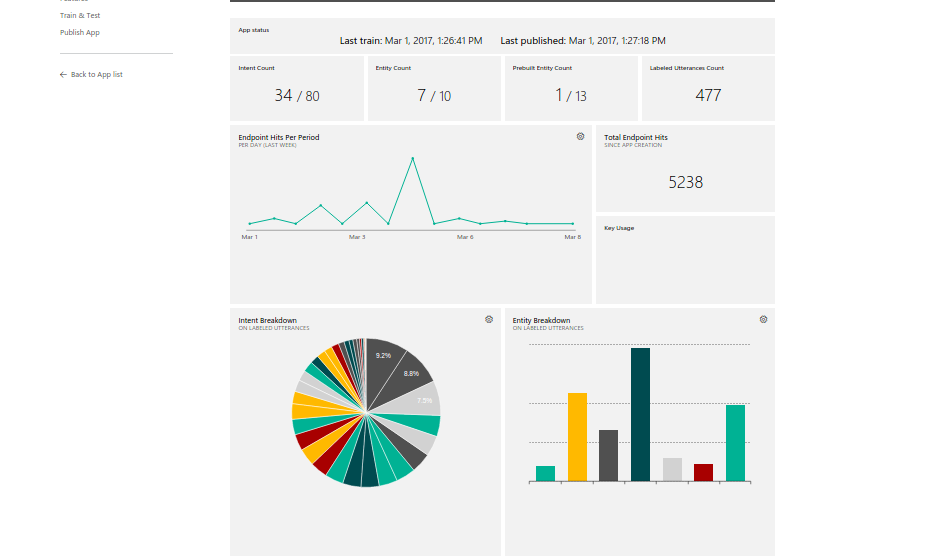 Train & Test
Publish App
← Back to App list
App status
Last train: Mar 1, 2017, 1:26:41 PM Last published: Mar 1, 2017, 1:27:18 PM
Intent Count
34 / 80
Entity Count
7 / 10
Prebuilt Entity Count
1 / 13
Labeled Utterances Count
477
Endpoint Hits Per Period
PER DAY (LAST WEEK)
Mar 1 Mar 3 Mar 6 Mar 8
Total Endpoint Hits
SINCE APP CREATION
5238
Key Usage
Intent Breakdown
ON LABELED UTTERANCES
9.2%
8.8%
7.5%
Entity Breakdown
ON LABELED UTTERANCES